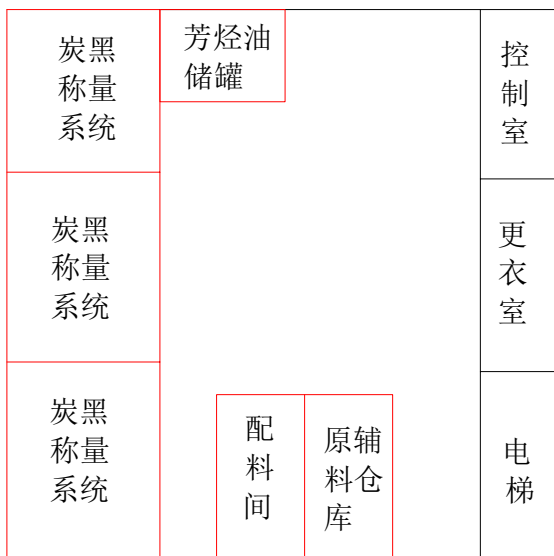 炭黑
称量
系统
芳烃油
储罐
控
制
室
炭黑
称量
系统
更
衣
室
炭黑
称量
系统
配
料
间
原辅
料仓
库
电
梯